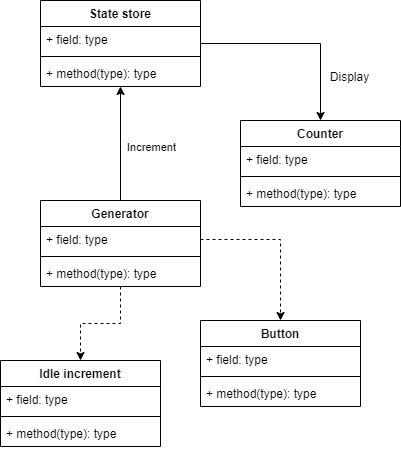 State store
+ field: type
+ method(type): type
Display
Counter
+ field: type
+ method(type): type
Increment
Generator
+ field: type
+ method(type): type
Button
+ field: type
+ method(type): type
Idle increment
+ field: type
+ method(type): type